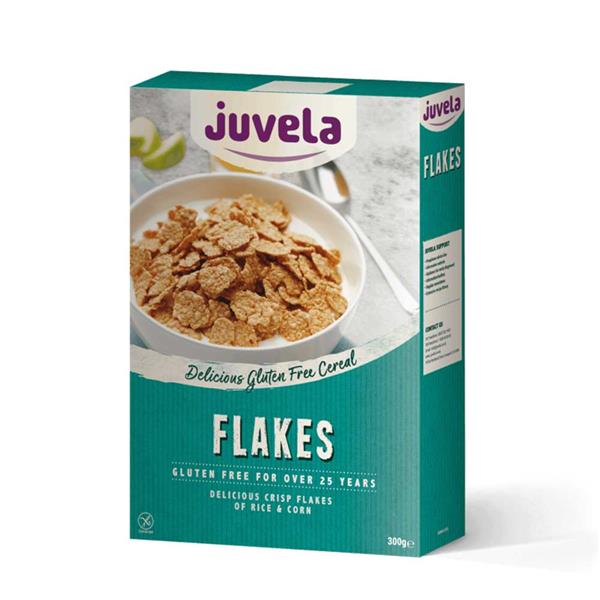 juvela
Delicious Gluten Free Cereal
FLAKES
GLUTEN FREE FOR OVER 25 YEARS
DELICIOUS CRISP FLAKES
OF RICE & CORN
300g℮
juvela
FLAKES
JUVELA SUPPORT
CONTACT US